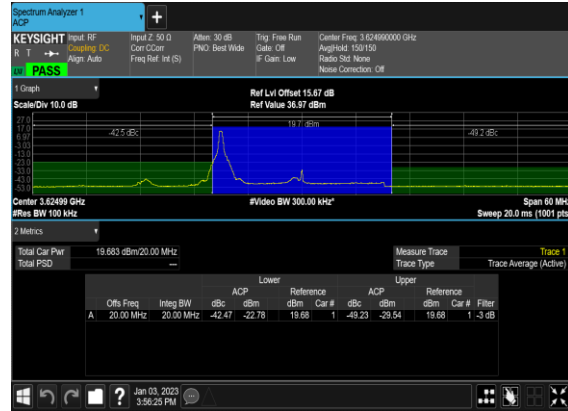 Spectrum Analyzer 1
ACP
KEYSIGHT Input: RF Input Z: 50 Ω Atten: 30 dB Trig: Free Run Center Freq: 3.624990000 GHz
R T Coupling: DC Corr CCorr PNO: Best Wide Gate: Off Avg|Hold: 150/150
Align: Auto Freq Ref: Int (S) IF Gain: Low Radio Std: None
PASS Noise Correction: Off
1 Graph Ref Lvl Offset 15.67 dB
Scale/Div 10.0 dB Ref Value 36.97 dBm
27.0
17.0 19.7 dBm
6.97 -42.5 dBc -49.2 dBc
-3.03
-13.0
-23.0
-33.0
-43.0
-53.0
Center 3.62499 GHz #Video BW 300.00 kHz* Span 60 MHz
#Res BW 100 kHz Sweep 20.0 ms (1001 pts
2 Metrics
Total Car Pwr 19.683 dBm/20.00 MHz Measure Trace Trace 1
Total PSD --- Trace Type Trace Average (Active)
Lower Upper
ACP Reference ACP Reference
Offs Freq Integ BW dBc dBm dBm Car # dBc dBm dBm Car # Filter
A 20.00 MHz 20.00 MHz -42.47 -22.78 19.68 1 -49.23 -29.54 19.68 1 -3 dB
? Jan 03, 2023
3:56:25 PM